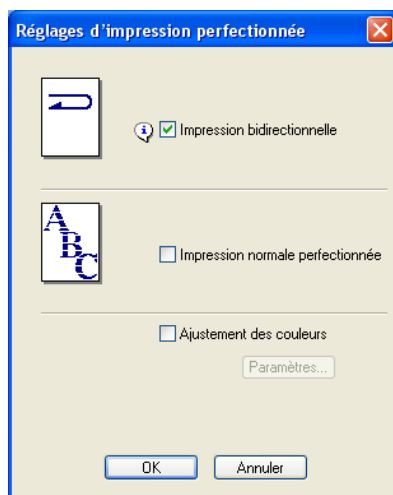 Réglages d'impression perfectionnée
Impression bidirectionnelle
A
B
C
Impression normale perfectionnée
Ajustement des couleurs
Paramètres...
OK
Annuler